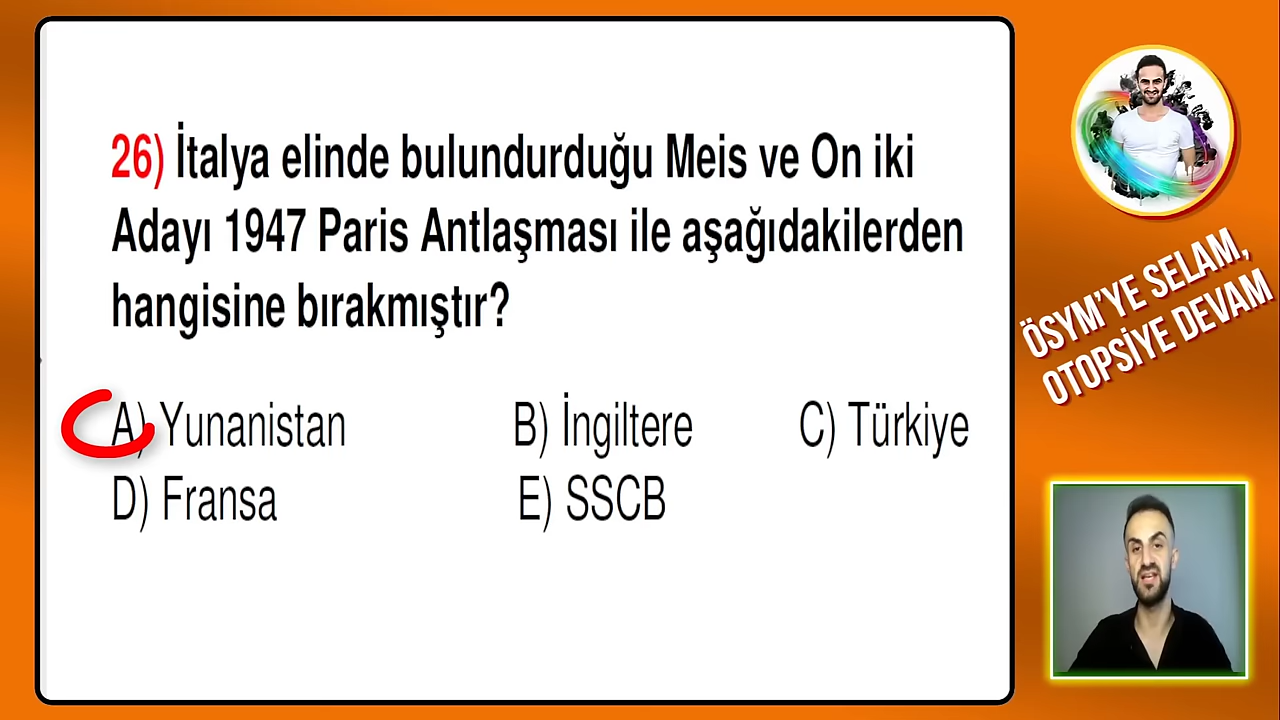 26) İtalya elinde bulundurduğu Meis ve On iki
Adayı 1947 Paris Antlaşması ile aşağıdakilerden
hangisine bırakmıştır?
A) Yunanistan B) İngiltere C) Türkiye
D) Fransa E) SSCB
ÖSYM'YE SELAM,
OTOPSİYE DEVAM